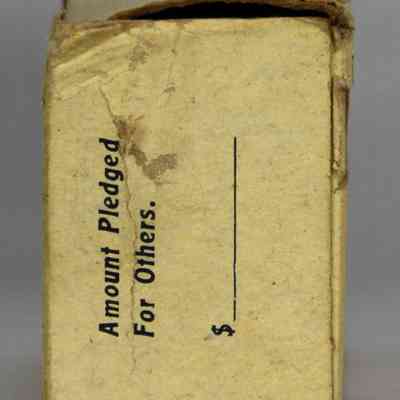 Amount Pledged
For Others.
$